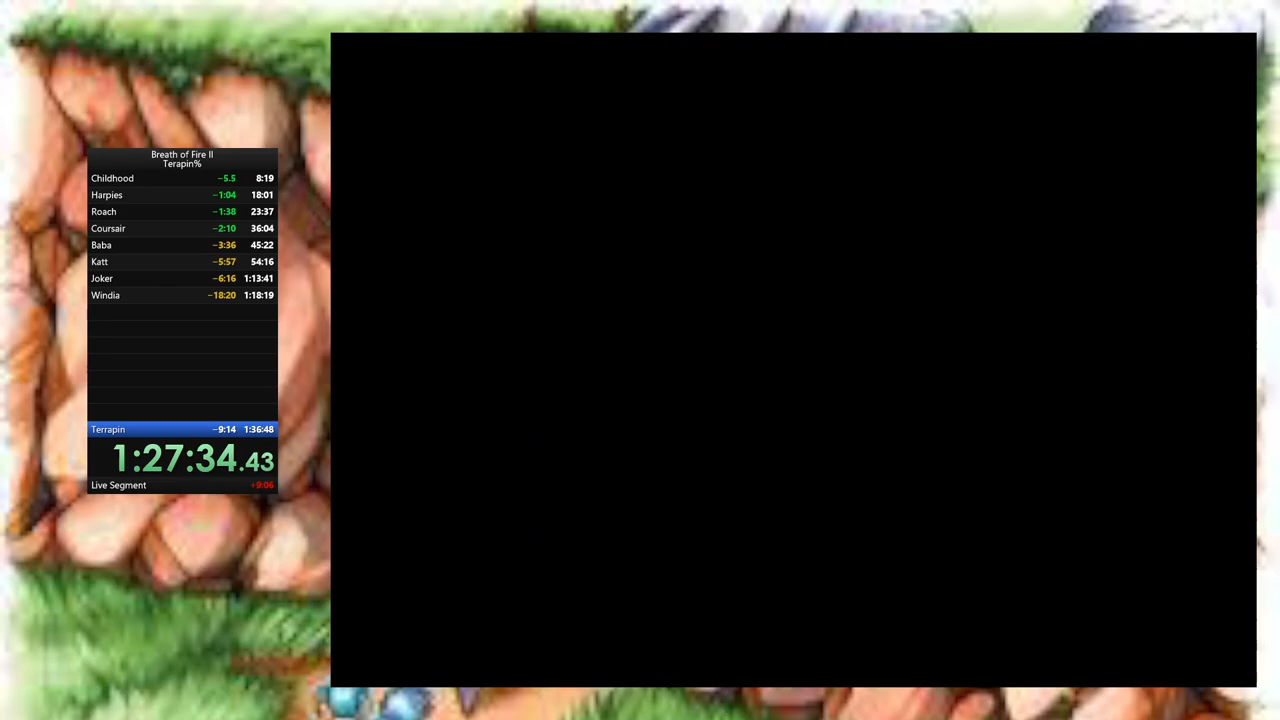 Breath of Fire II
Terapin%
Childhood −5.5 8:19
Harpies −1:04 18:01
Roach −1:38 23:37
Coursair −2:10 36:04
Baba −3:36 45:22
Katt −5:57 54:16
Joker −6:16 1:13:41
Windia −18:20 1:18:19
Terrapin −9:14 1:36:48
1:27:34.43
Live Segment +9:06